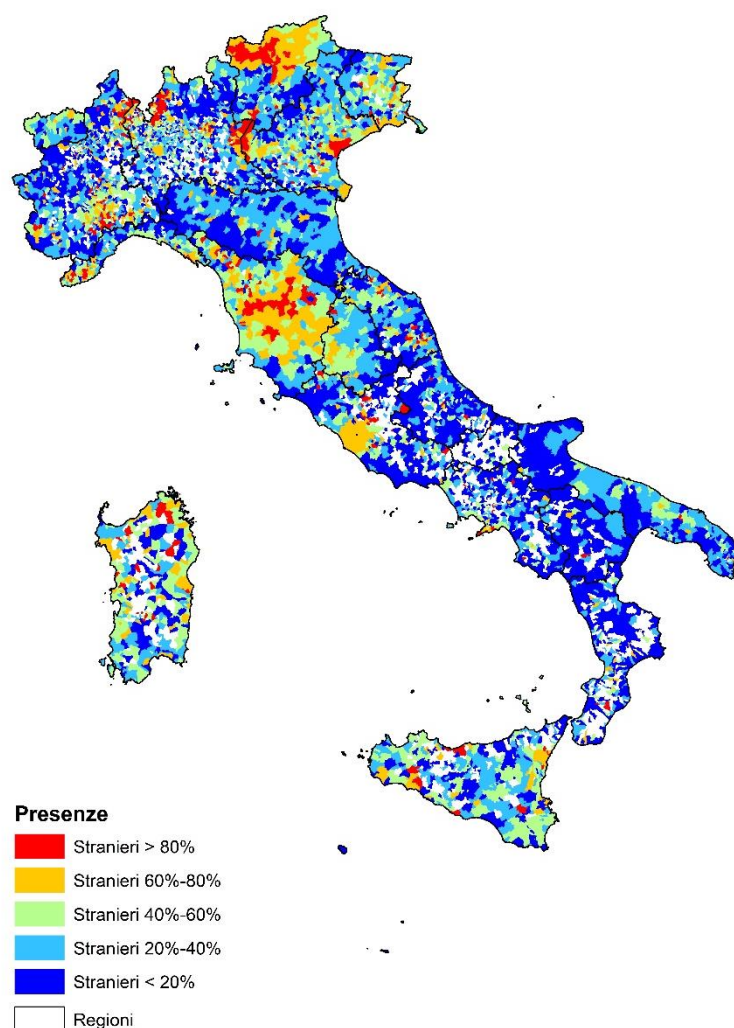 Presenze
Stranieri > 80%
Stranieri 60%-80%
Stranieri 40%-60%
Stranieri 20%-40%
Stranieri < 20%
Regioni